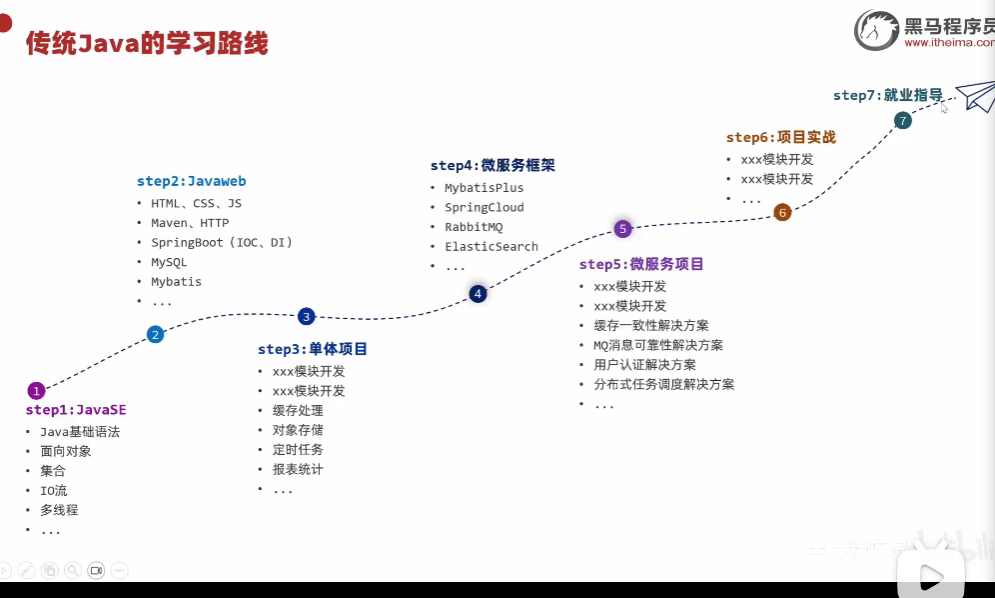 传统Java的学习路线
黑马程序员
www.itheima.com
step7:就业指导
7
step6:项目实战
• xxx模块开发
• xxx模块开发
• ...
6
step4:微服务框架
• MybatisPlus
• SpringCloud
• RabbitMQ
• ElasticSearch
• ...
4
step2:Javaweb
• HTML、CSS、JS
• Maven、HTTP
• SpringBoot（IOC、DI）
• MySQL
• Mybatis
• ...
2
5
step5:微服务项目
• xxx模块开发
• xxx模块开发
• 缓存一致性解决方案
• MQ消息可靠性解决方案
• 用户认证解决方案
• 分布式任务调度解决方案
• ...
3
step3:单体项目
• xxx模块开发
• xxx模块开发
• 缓存处理
• 对象存储
• 定时任务
• 报表统计
• ...
1
step1:JavaSE
• Java基础语法
• 面向对象
• 集合
• IO流
• 多线程
• ...